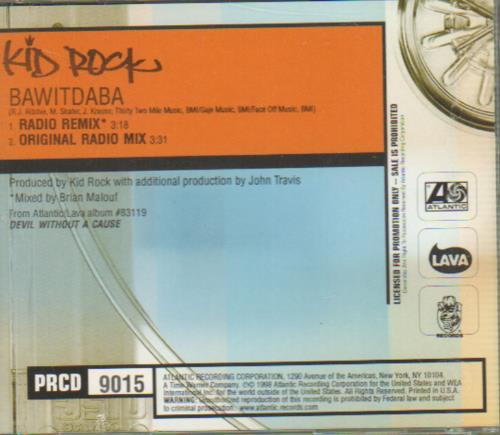 KID ROCK
BAWITDABA
(R.J. Ritchie, M. Shafer, J. Krause, Thirty Two Mile Music, BMI/Gaje Music, BMI/Face Off Music, BMI)
1. RADIO REMIX* 3:18
2. ORIGINAL RADIO MIX 3:31
Produced by Kid Rock with additional production by John Travis
*Mixed by Brian Malouf
From Atlantic/Lava album #83119
DEVIL WITHOUT A CAUSE
LICENSED FOR PROMOTION ONLY – SALE IS PROHIBITED
ATLANTIC
LAVA
RECORDS
PRCD 9015
ATLANTIC RECORDING CORPORATION, 1290 Avenue of the Americas, New York, NY 10104.
A Time Warner Company. © 1998 Atlantic Recording Corporation for the United States and WEA
International Inc. for the world outside of the United States. All Rights Reserved. Printed in U.S.A.
WARNING: Unauthorized reproduction of this recording is prohibited by Federal law and subject
to criminal prosecution. www.atlantic-records.com